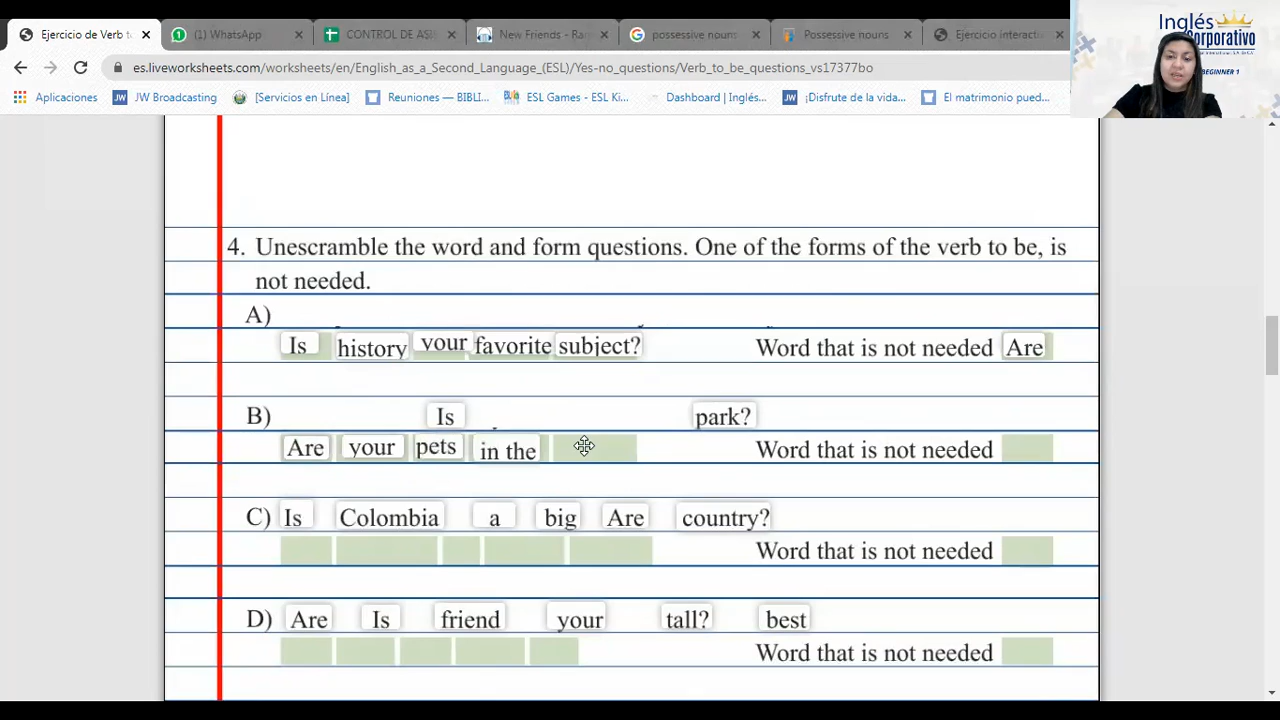 Ejercicio de Verb t
(1) WhatsApp
CONTROL DE ASI
New Friends - Ra
possessive nouns
Possessive nouns
Ejercicio interacti
es.liveworksheets.com/worksheets/en/English_as_a_Second_Language_(ESL)/Yes-no_questions/Verb_to_be_questions_vi17377bo
Aplicaciones
JW Broadcasting
[Servicios en Línea]
Reuniones — BIBLI...
ESL Games - ESL Ki...
Dashboard | Inglés...
¡Disfrute de la vida...
El matrimonio pued...
Inglés
Corporativo
BEGINNER 1
4. Unescramble the word and form questions. One of the forms of the verb to be, is
not needed.
A)
Is history your favorite subject? Word that is not needed Are
B) Is park?
Are your pets in the Word that is not needed
C) Is Colombia a big Are country?
Word that is not needed
D) Are Is friend your tall? best
Word that is not needed